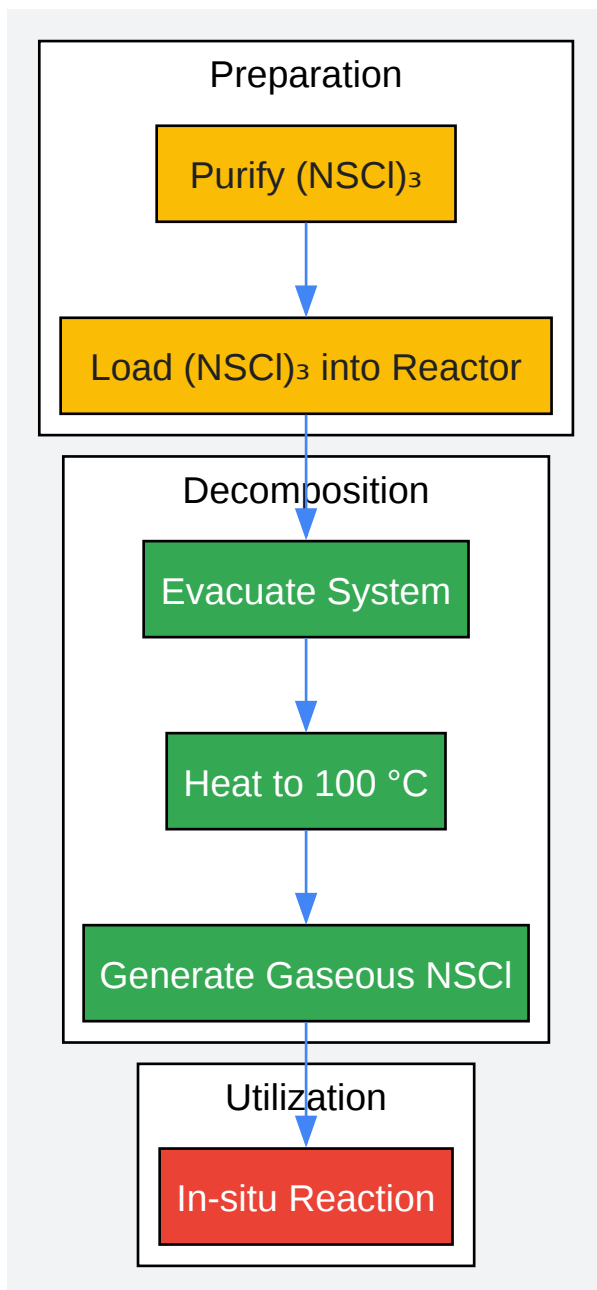 Preparation
Purify (NSCl)₃
Load (NSCl)₃ into Reactor
Decomposition
Evacuate System
Heat to 100 °C
Generate Gaseous NSCl
Utilization
In-situ Reaction